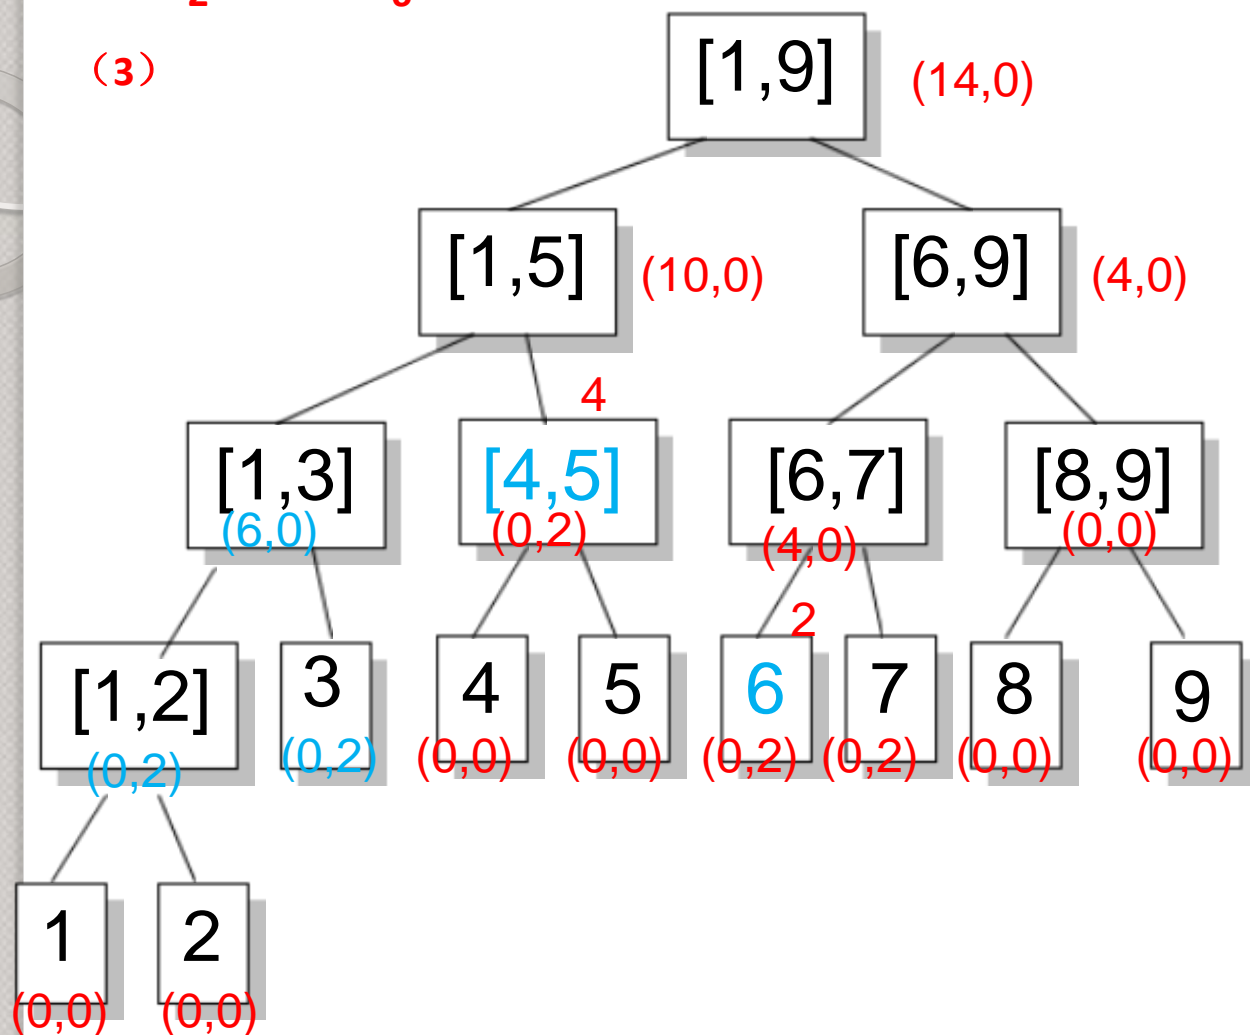 2 6
（3）
[1,9] (14,0)
[1,5] (10,0) [6,9] (4,0)
4
[1,3] [4,5] [6,7] [8,9]
(6,0) (0,2) (4,0) (0,0)
2
[1,2] 3 4 5 6 7 8 9
(0,2) (0,2) (0,0) (0,0) (0,2) (0,2) (0,0) (0,0)
1 2
(0,0) (0,0)